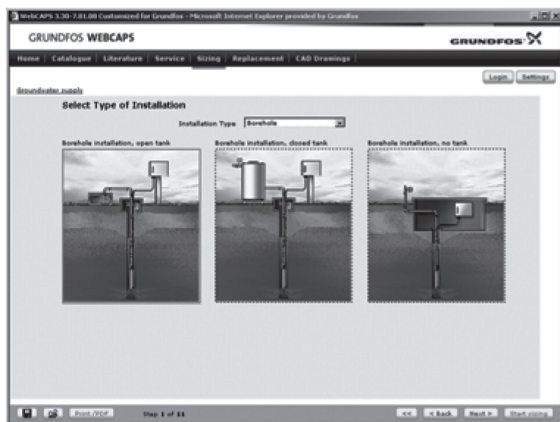 WebCAPS 3.30-7.01.00 Customized for Grundfos - Microsoft Internet Explorer provided by Grundfos
GRUNDFOS WEBCAPS
GRUNDFOS
Home | Catalogue | Literature | Service | Sizing | Replacement | CAD Drawings
Login Settings
Groundwater supply
Select Type of Installation
Installation Type Borehole
Borehole installation, open tank
Borehole installation, closed tank
Borehole installation, no tank
Print/PDF Step 1 of 11 << < Back Next > Start sizing